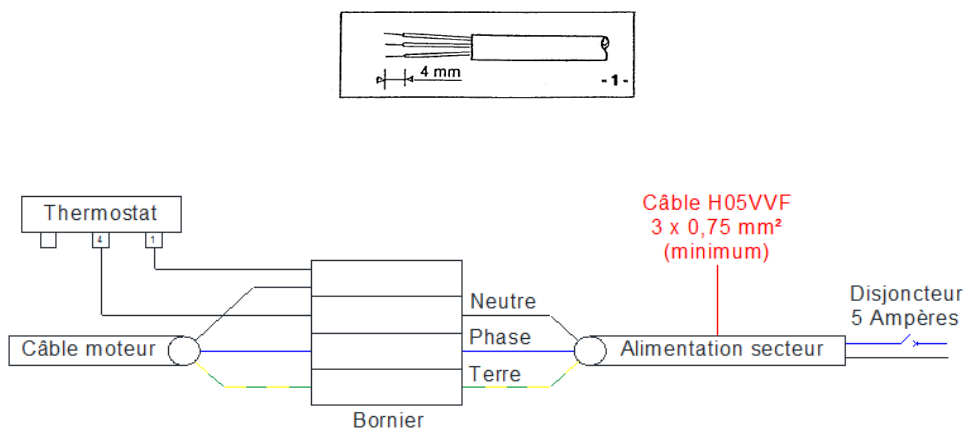 4 mm
- 1 -
Thermostat
4
1
Câble H05VVF
3 x 0,75 mm²
(minimum)
Neutre
Disjoncteur
5 Ampères
Câble moteur
Phase
Alimentation secteur
Terre
Bornier